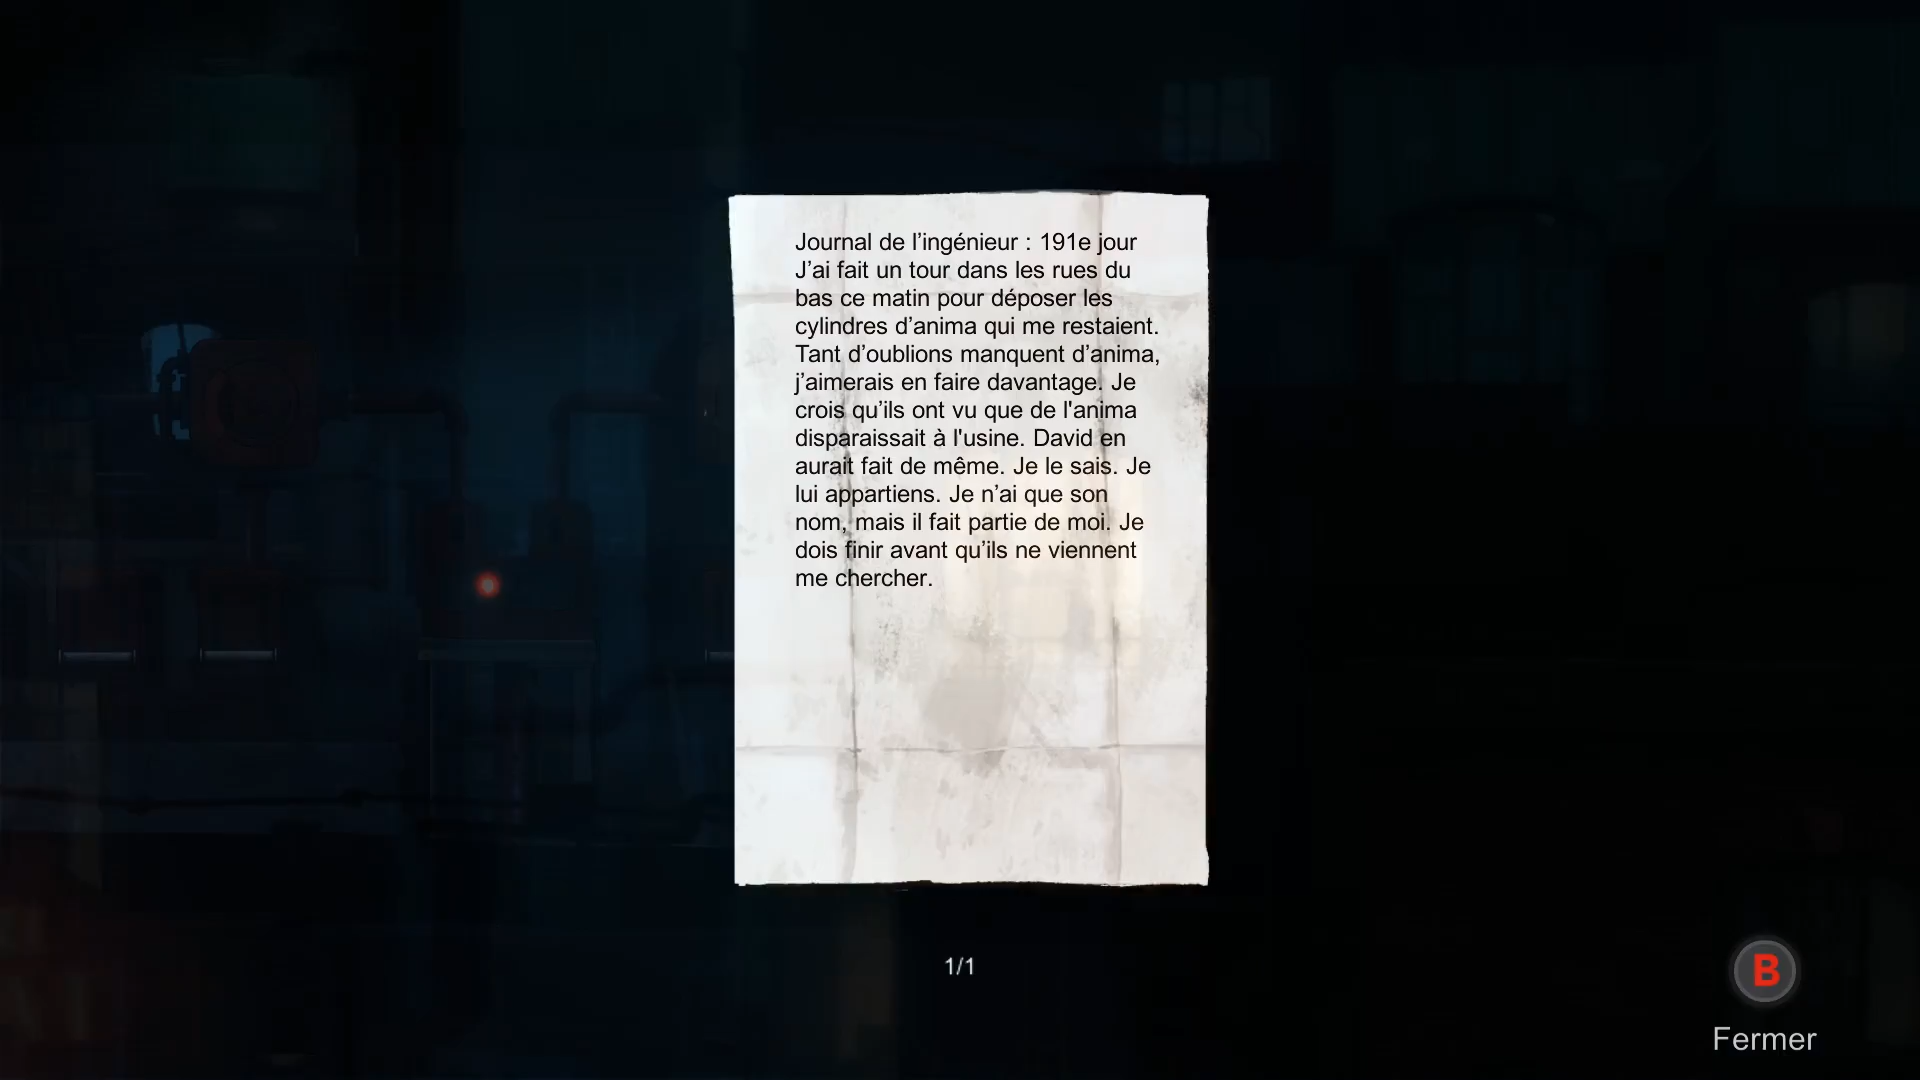 Journal de l’ingénieur : 191e jour
J’ai fait un tour dans les rues du
bas ce matin pour déposer les
cylindres d’anima qui me restaient.
Tant d’oublions manquent d’anima,
j’aimerais en faire davantage. Je
crois qu’ils ont vu que de l'anima
disparaissait à l'usine. David en
aurait fait de même. Je le sais. Je
lui appartiens. Je n’ai que son
nom, mais il fait partie de moi. Je
dois finir avant qu’ils ne viennent
me chercher.
1/1
B
Fermer